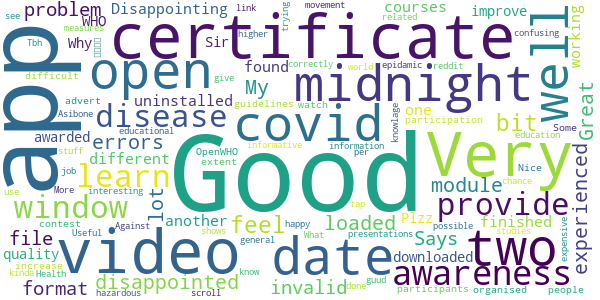 see
Tbh
advert
link
trying
movement
related
problem
WHO
Disappointing
courses
improve
working
certificate
measures
difficult
Why
Sir
higher
correctly
epidemic
confusing
reddit
app
open
My
found
give
guidelines
watch
world
midnight
well
Great
disease
uninstalled
one
participation
Some
education
awarded
educational
Asibone
errors
different
covid
knowlage
bit
Nice
chance
experienced
learn
extent
OpenWHO
informative
information
per
Good
Very
module
studies
expensive
window
stuff
job
More
interesting
lot
another
feel
loaded
tap
provide
Plzz
finished
possible
file
contest
Useful
Against
video
date
Says
two
downloaded
quality
increase
kinda
Health
format
disappointed
shows
general
happy
What
presentations
done
guud
invalid
awareness
use
hazardous
scroll
know
participants
organised
people